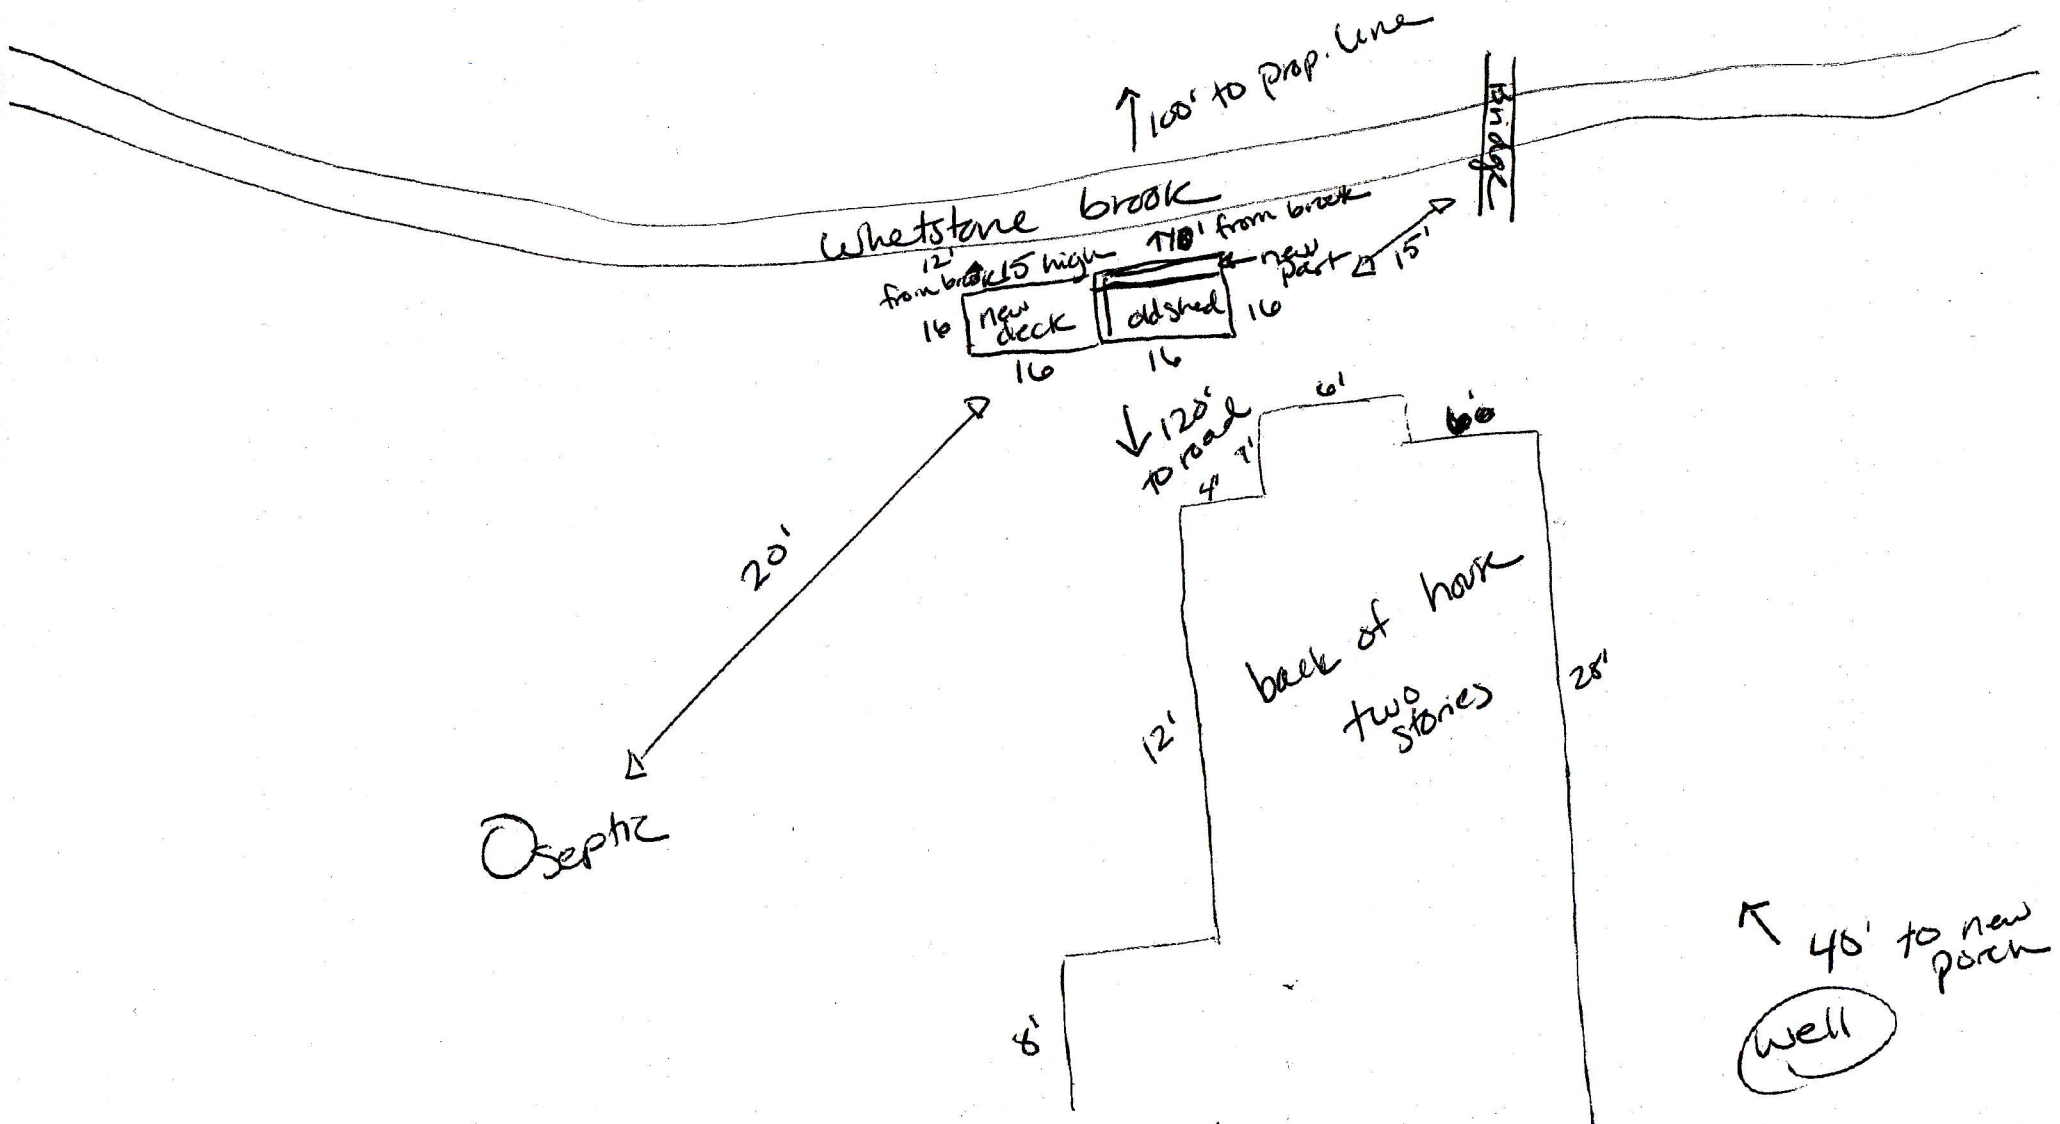 100' to prop. line
Bridge
Whetstone brook
12'
from brook
15 high
10' from brook
new
part
15'
16
new
deck
old shed
16
16
16
120'
to road
6'
7'
4'
20'
back of house
two
stories
12'
28'
septic
40' to new
porch
8'
well